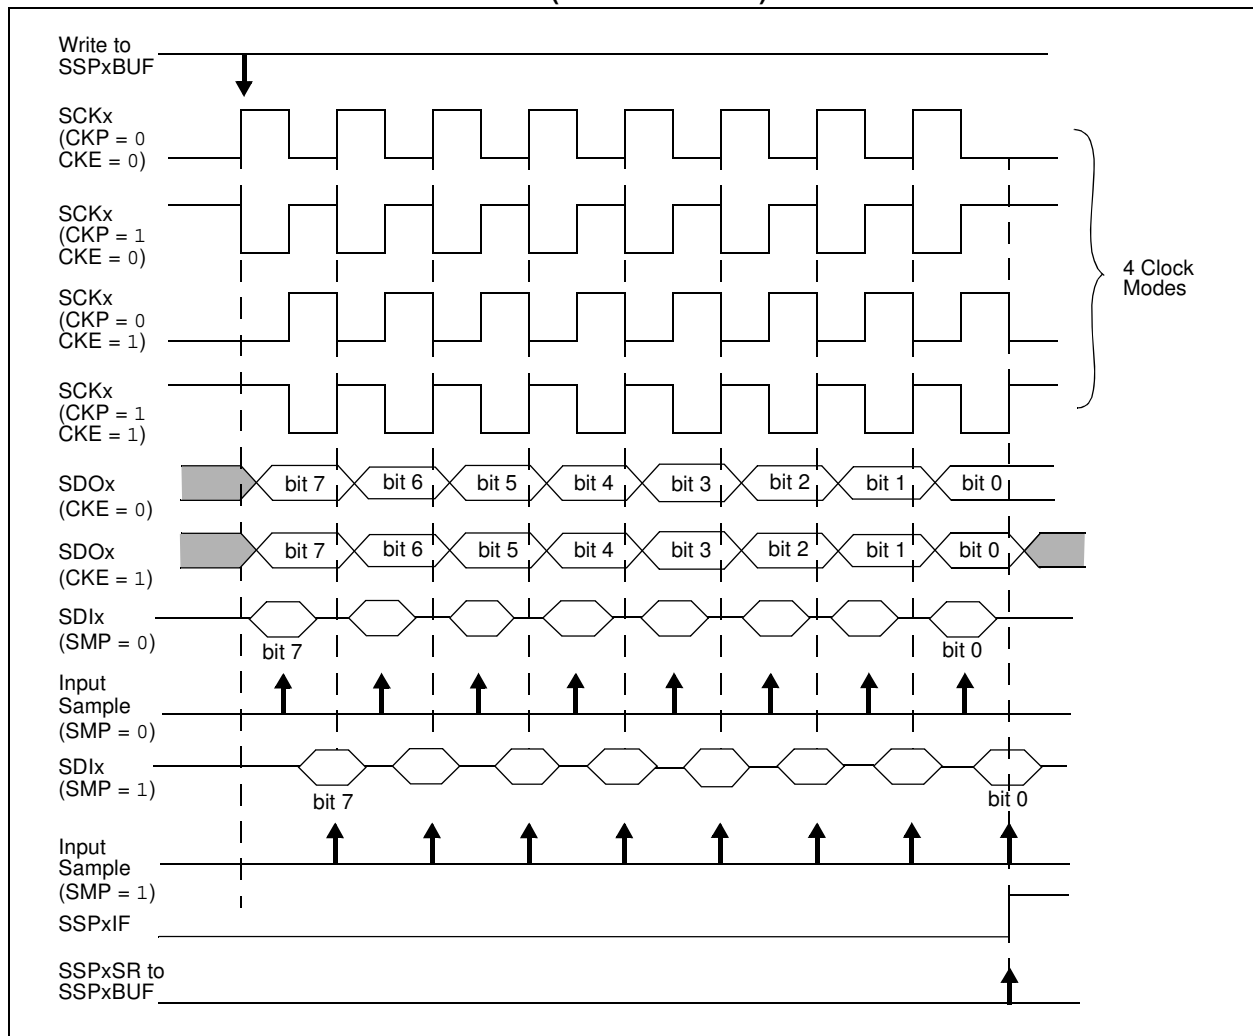 Write to
SSPxBUF
SCKx
(CKP = 0
CKE = 0)
SCKx
(CKP = 1
CKE = 0)
SCKx
(CKP = 0
CKE = 1)
SCKx
(CKP = 1
CKE = 1)
4 Clock
Modes
SDOx
(CKE = 0)
bit 7 bit 6 bit 5 bit 4 bit 3 bit 2 bit 1 bit 0
SDOx
(CKE = 1)
bit 7 bit 6 bit 5 bit 4 bit 3 bit 2 bit 1 bit 0
SDIx
(SMP = 0)
bit 7 bit 0
Input
Sample
(SMP = 0)
SDIx
(SMP = 1)
bit 7 bit 0
Input
Sample
(SMP = 1)
SSPxIF
SSPxSR to
SSPxBUF